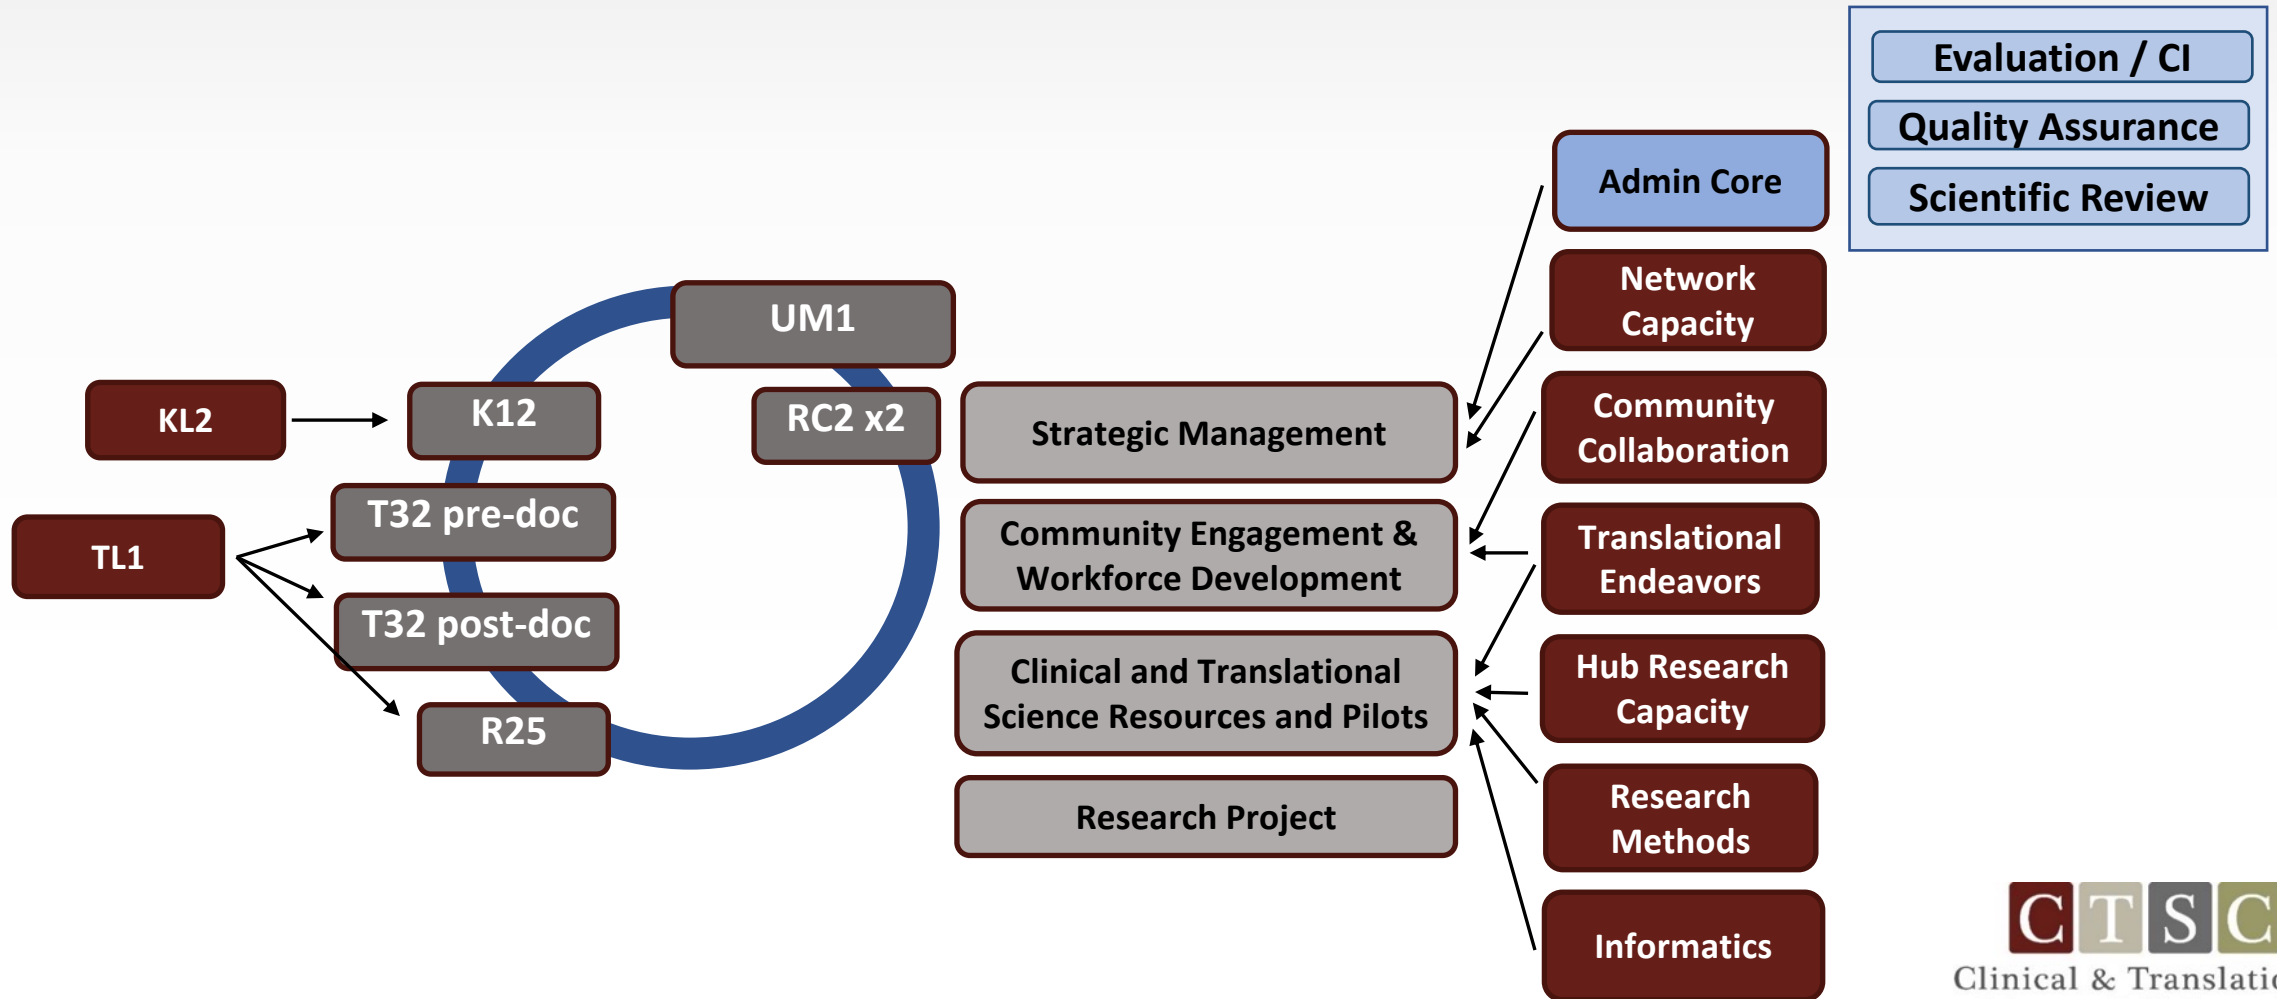 Evaluation / CI
Quality Assurance
Scientific Review
Admin Core
Network
Capacity
Community
Collaboration
Translational
Endeavors
Hub Research
Capacity
Research
Methods
Informatics
UM1
RC2 x2
K12
KL2
T32 pre-doc
TL1
T32 post-doc
R25
Strategic Management
Community Engagement &
Workforce Development
Clinical and Translational
Science Resources and Pilots
Research Project
CTSC
Clinical &